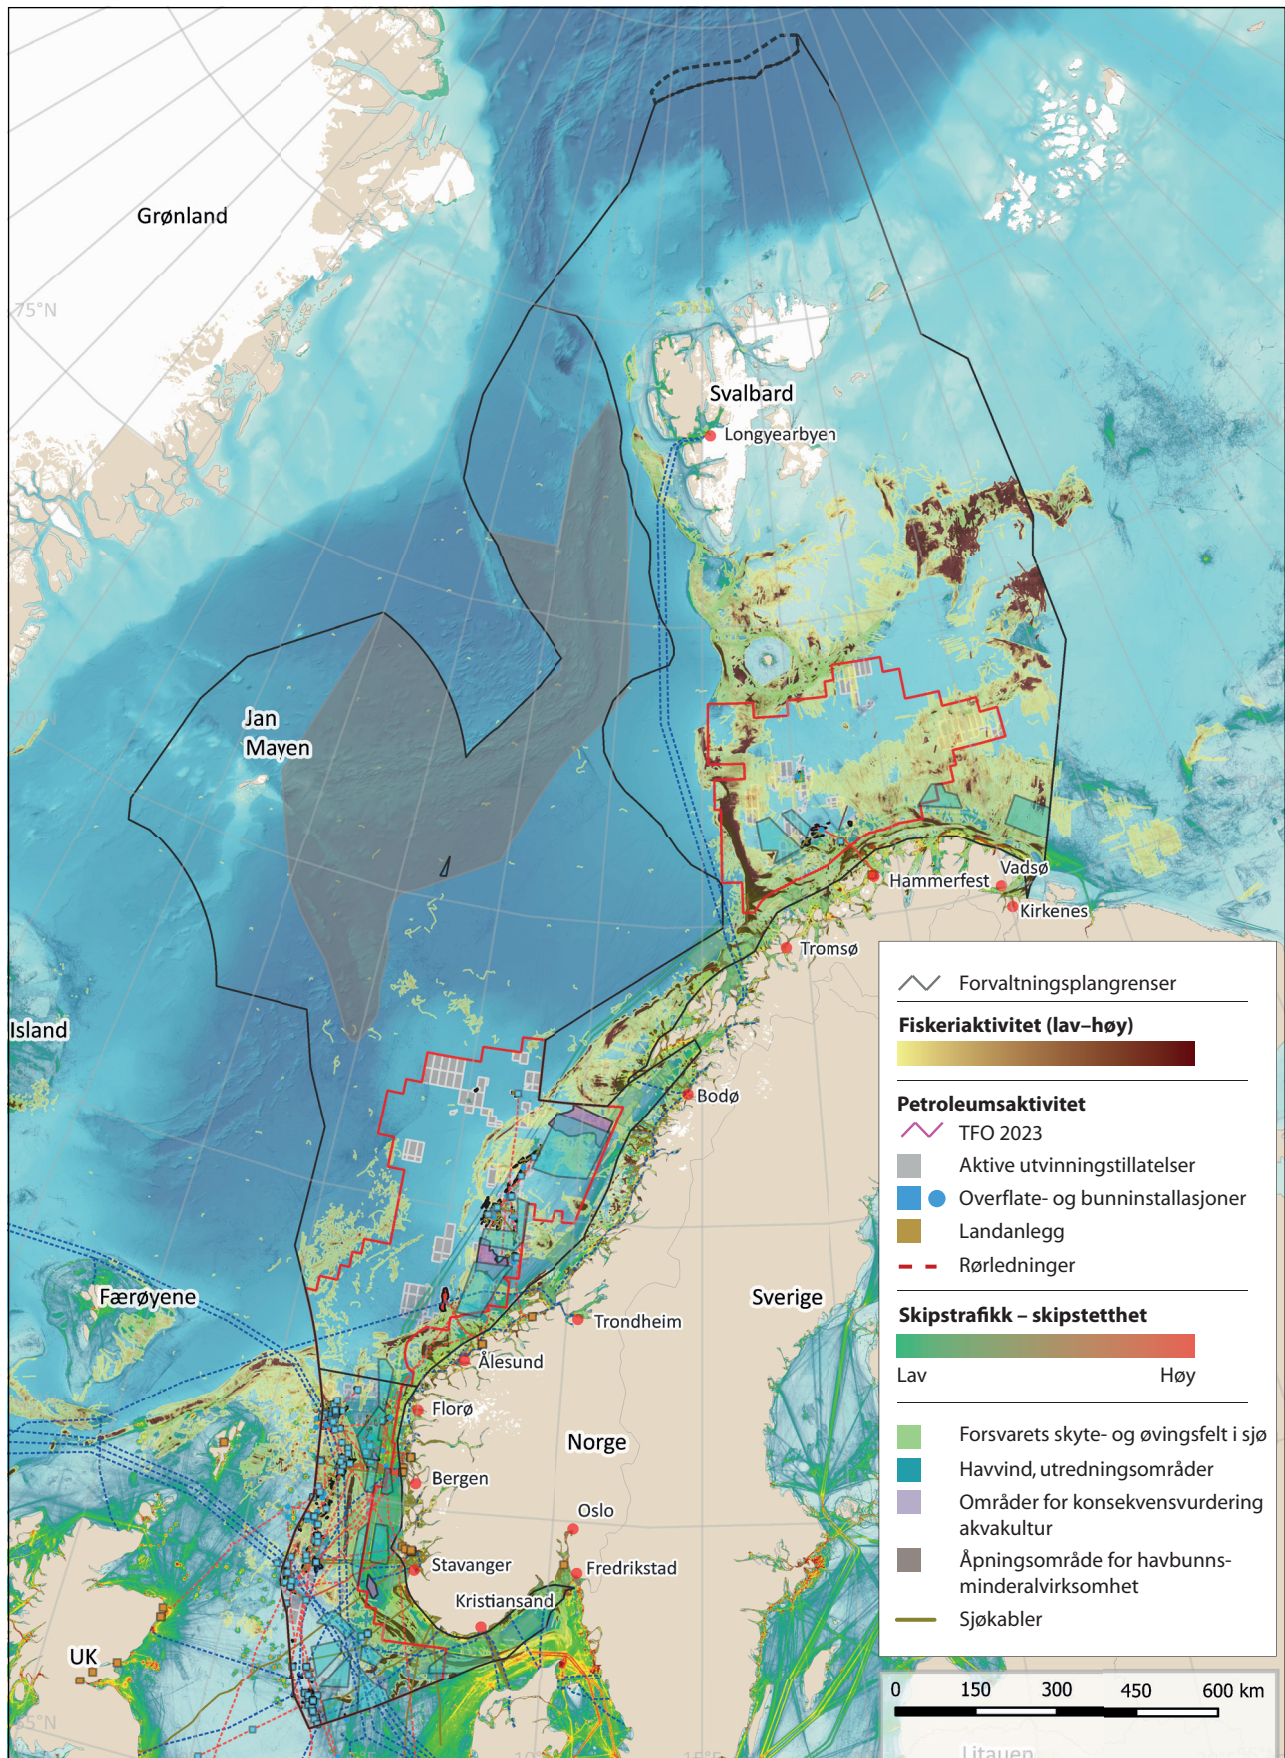 Grønland
75°N
Svalbard
Longyearbyen
Jan
Mayen
Hammerfest
Vadsø
Kirkenes
Tromsø
Island
Bodø
Færøyene
Sverige
Trondheim
Ålesund
Florø
Norge
Bergen
Oslo
Stavanger
Fredrikstad
Kristiansand
UK
55°N
10°E
15°E
Forvaltningsplangrenser
Fiskeriaktivitet (lav–høy)
Petroleumsaktivitet
TFO 2023
Aktive utvinningstillatelser
Overflate- og bunninstallasjoner
Landanlegg
Rørledninger
Skipstrafikk – skipstetthet
Lav Høy
Forsvarets skyte- og øvingsfelt i sjø
Havvind, utredningsområder
Områder for konsekvensvurdering
akvakultur
Åpningsområde for havbunns-
minderalvirksomhet
Sjøkabler
0 150 300 450 600 km
Litauen